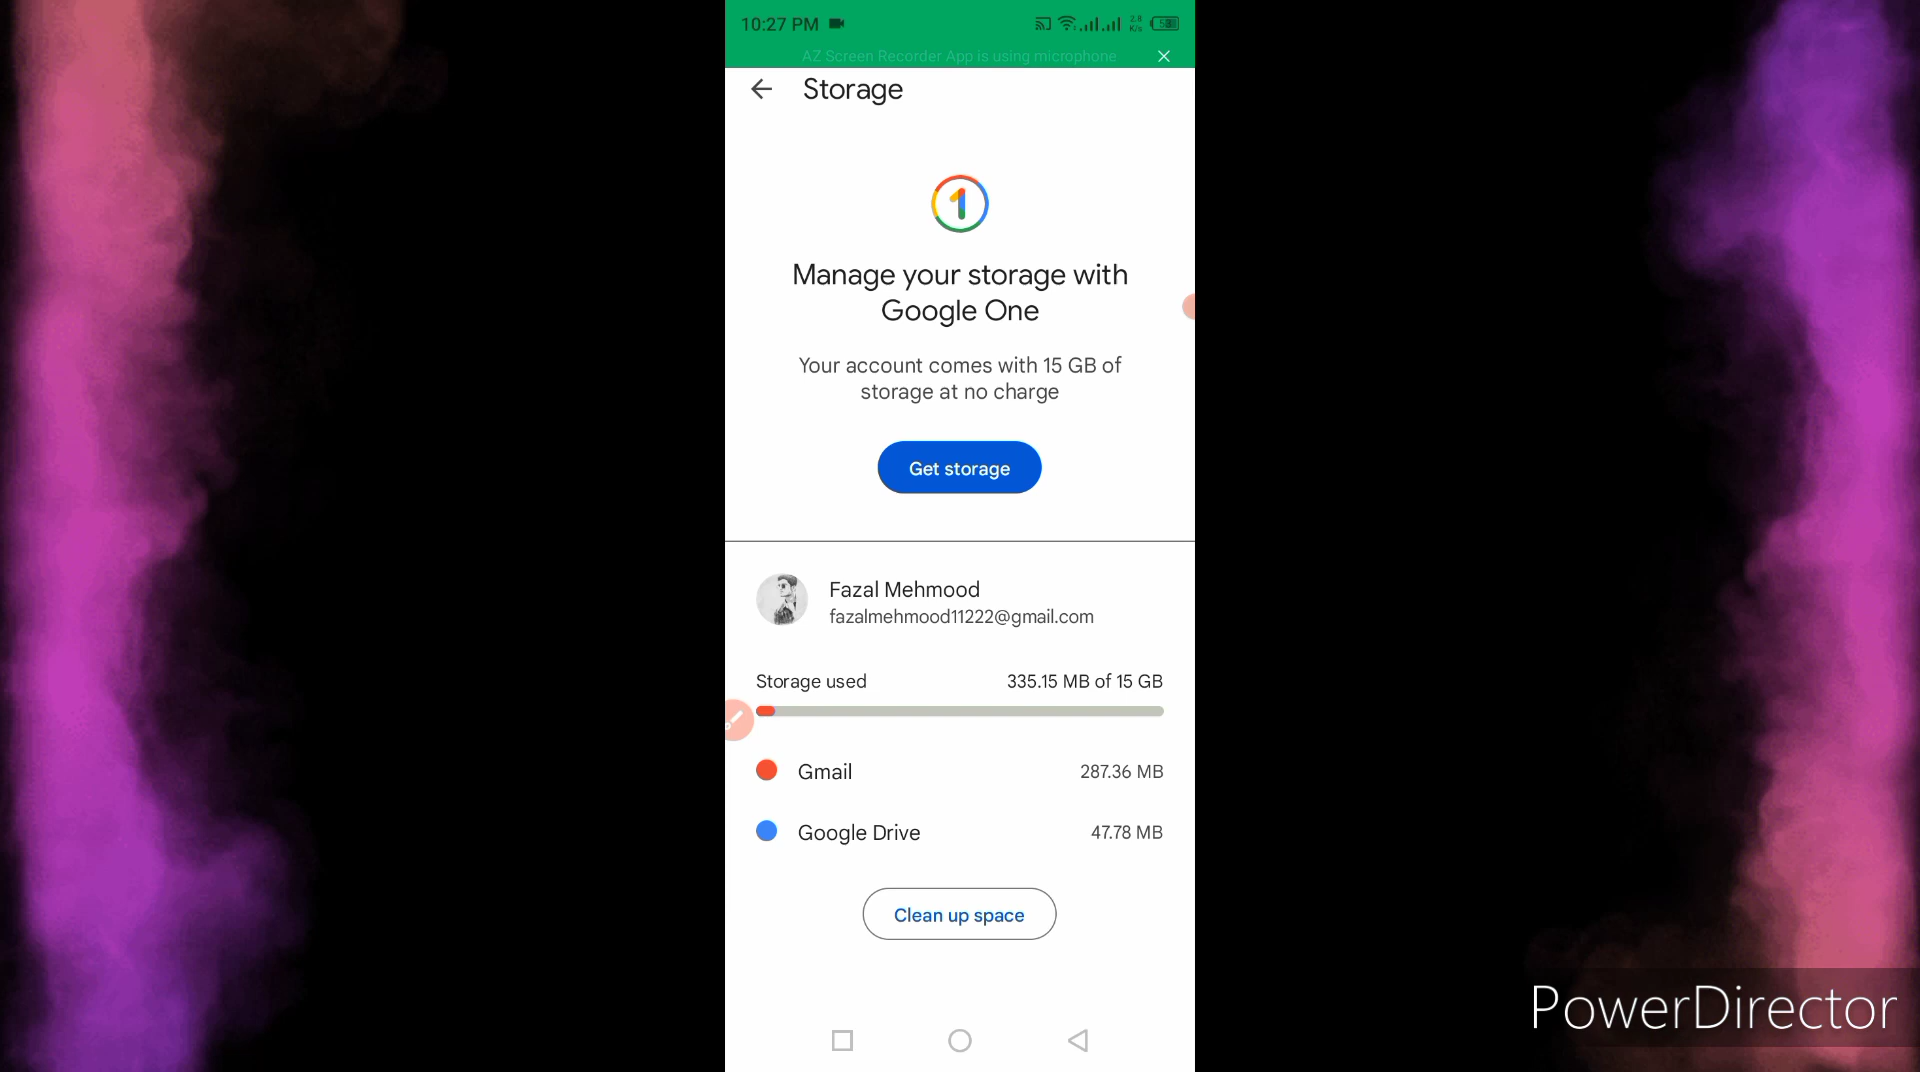 10:27 PM
2.8
K/s
AZ Screen Recorder App is using microphone
Storage
Manage your storage with
Google One
Your account comes with 15 GB of
storage at no charge
Get storage
Fazal Mehmood
fazalmehmood11222@gmail.com
Storage used 335.15 MB of 15 GB
Gmail 287.36 MB
Google Drive 47.78 MB
Clean up space
PowerDirector